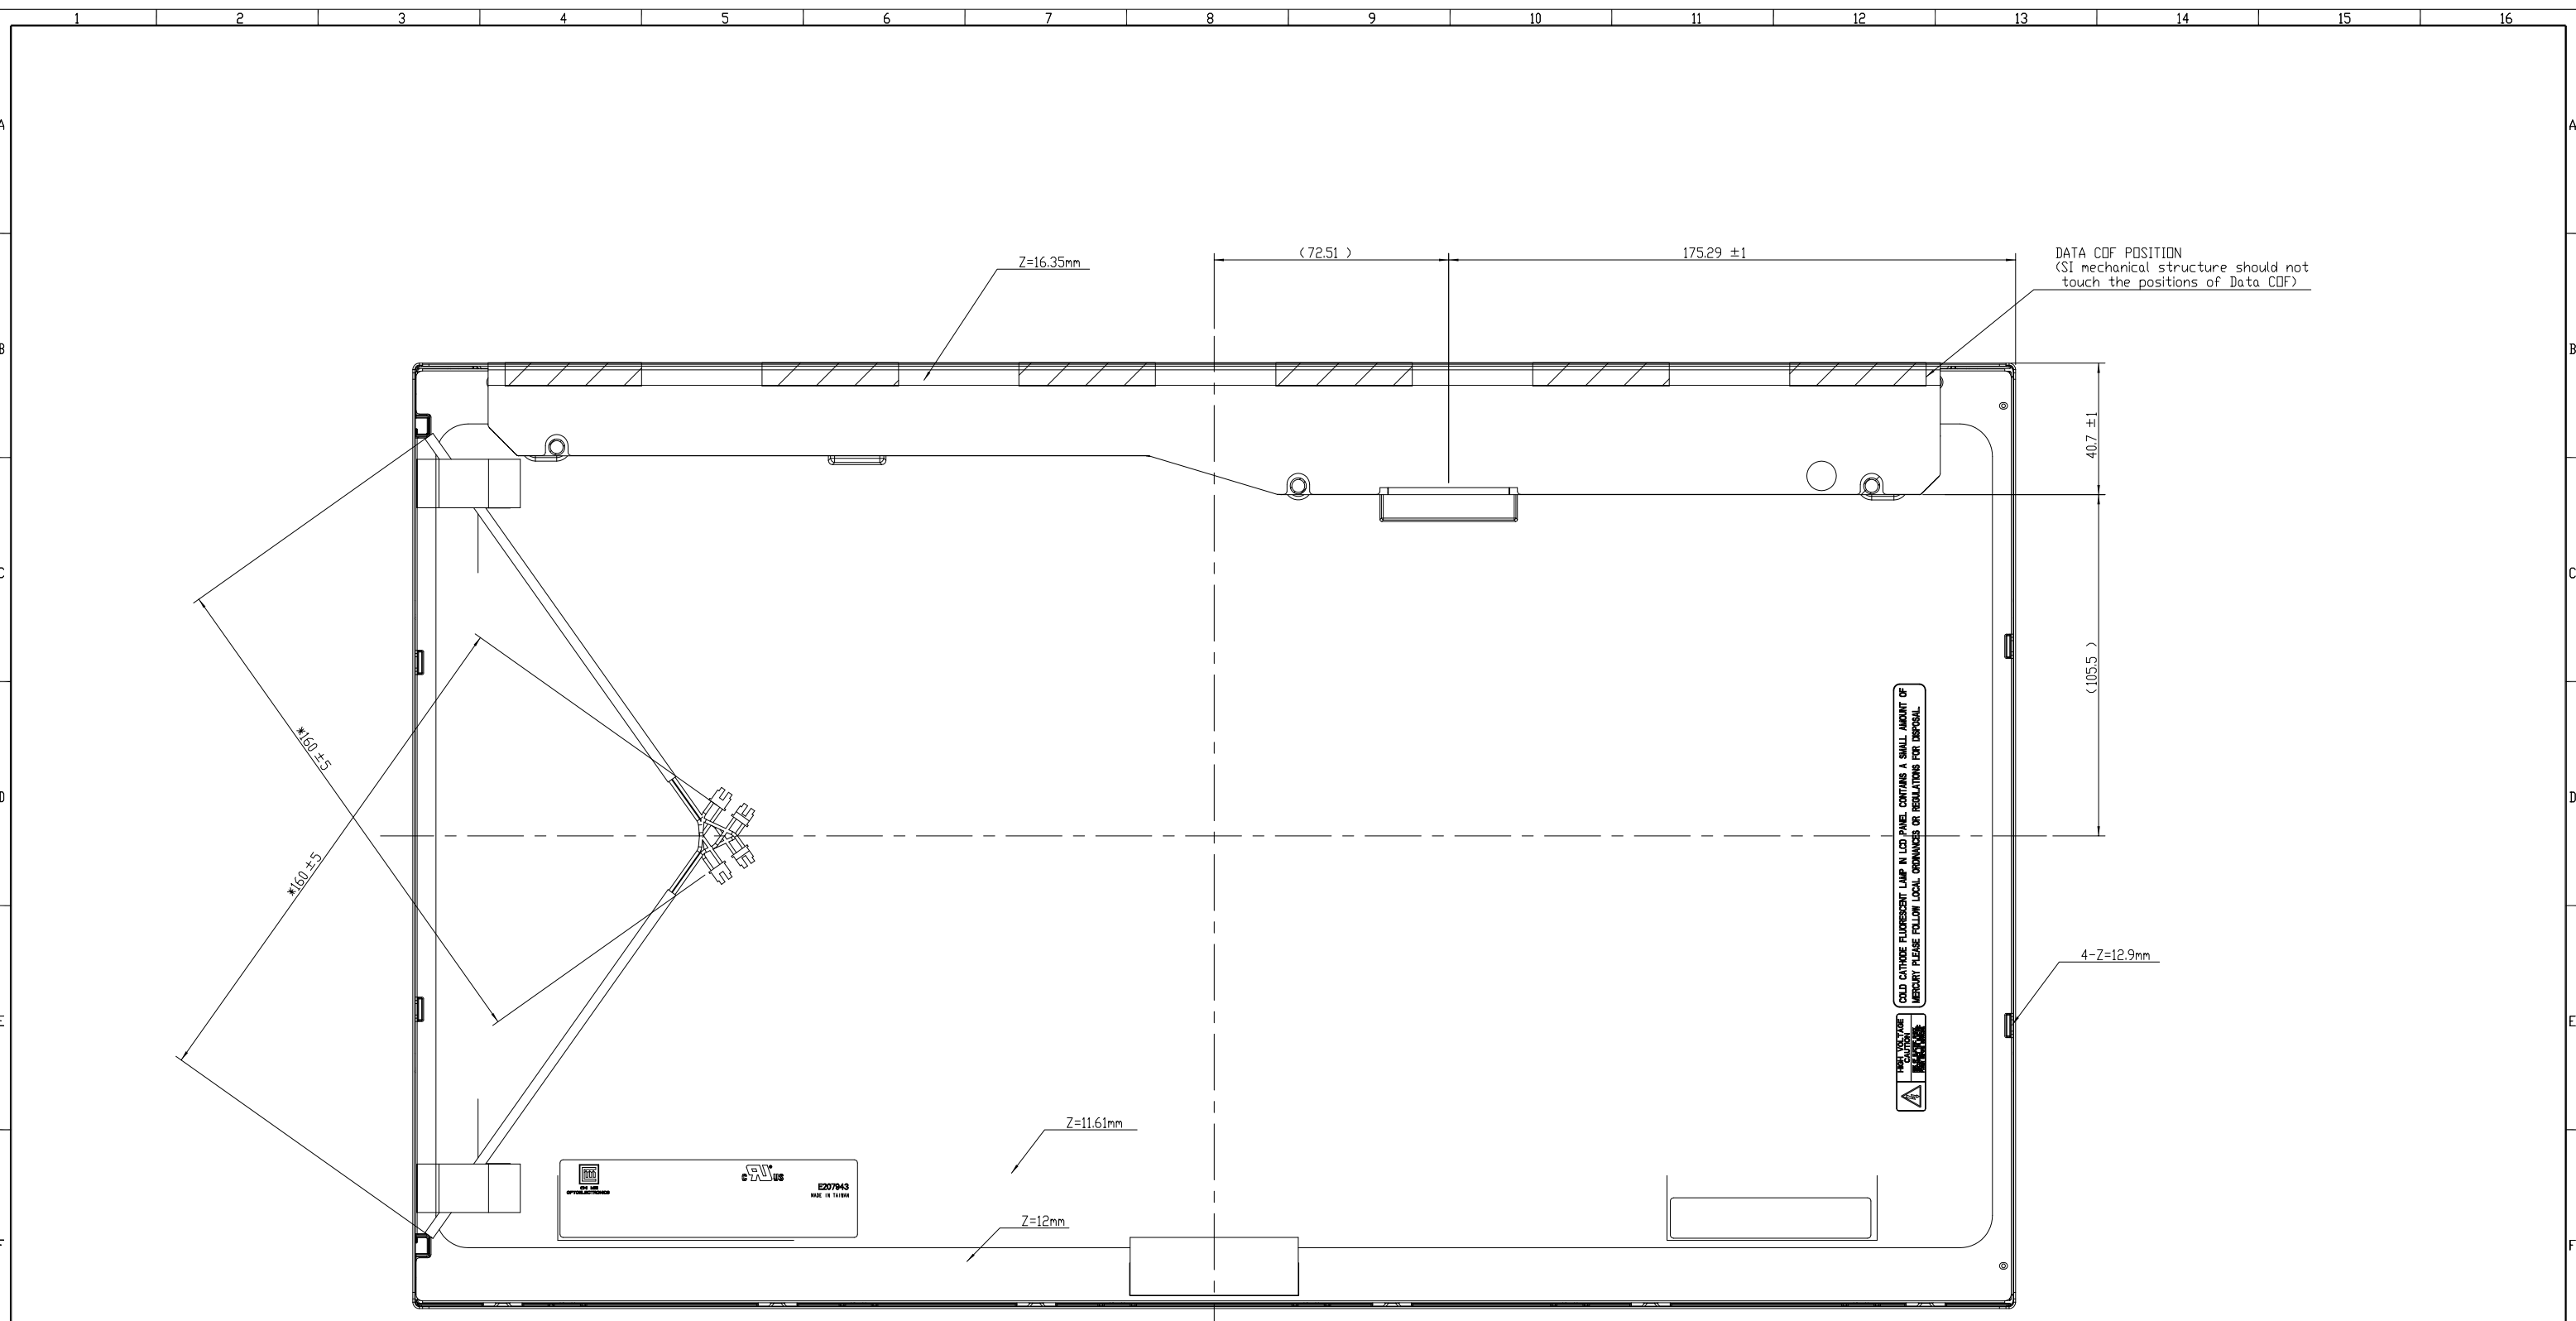 1 2 3 4 5 6 7 8 9 10 11 12 13 14 15 16
A A
(72.51 ) 175.29 ±1
Z=16.35mm
DATA COF POSITION
(SI mechanical structure should not
touch the positions of Data COF)
B B
40.7 ±1
C C
(105.5 )
*160 ±5
*160 ±5
D D
COLD CATHODE FLUORESCENT LAMP IN LCD PANEL CONTAINS A SMALL AMOUNT OF
MERCURY PLEASE FOLLOW LOCAL ORDINANCES OR REGULATIONS FOR DISPOSAL.
4-Z=12.9mm
E E
HIGH VOLTAGE
CAUTION
Z=11.61mm
CHI MEI
OPTOELECTRONICS
c us
E207943
MADE IN TAIWAN
Z=12mm
F F